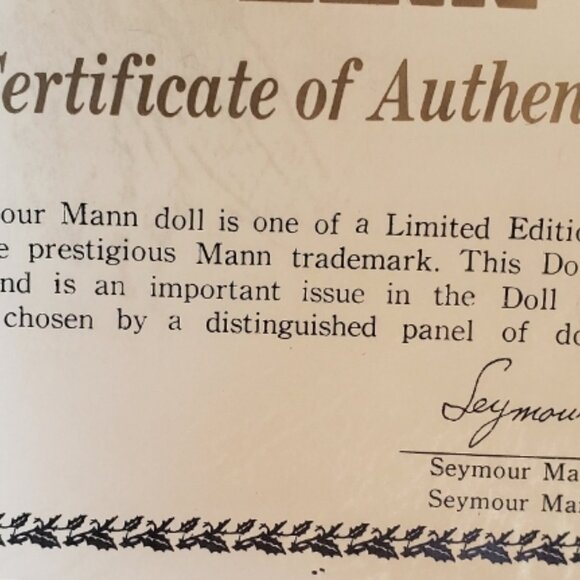 Certificate of Authen
our Mann doll is one of a Limited Editio
e prestigious Mann trademark. This Do
nd is an important issue in the Doll
chosen by a distinguished panel of do
Seymou
Seymour Ma
Seymour Ma